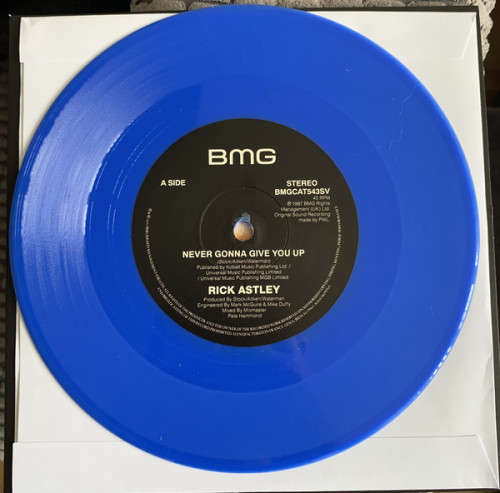 BMG
A SIDE
STEREO
BMGCAT543SV
45 RPM
℗ 1987 BMG Rights
Management (UK) Ltd.
Original Sound Recording
made by PWL.
NEVER GONNA GIVE YOU UP
(Stock/Aitken/Waterman)
Published by Kobalt Music Publishing Ltd. /
Universal Music Publishing Limited
/ Universal Music Publishing MGB Limited
RICK ASTLEY
Produced By Stock/Aitken/Waterman
Engineered By Mark McGuire & Mike Duffy
Mixed By Mixmaster
Pete Hammond